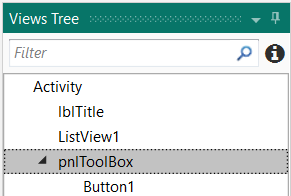 Views Tree
Filter
Activity
lblTitle
ListView1
pnlToolBox
Button1